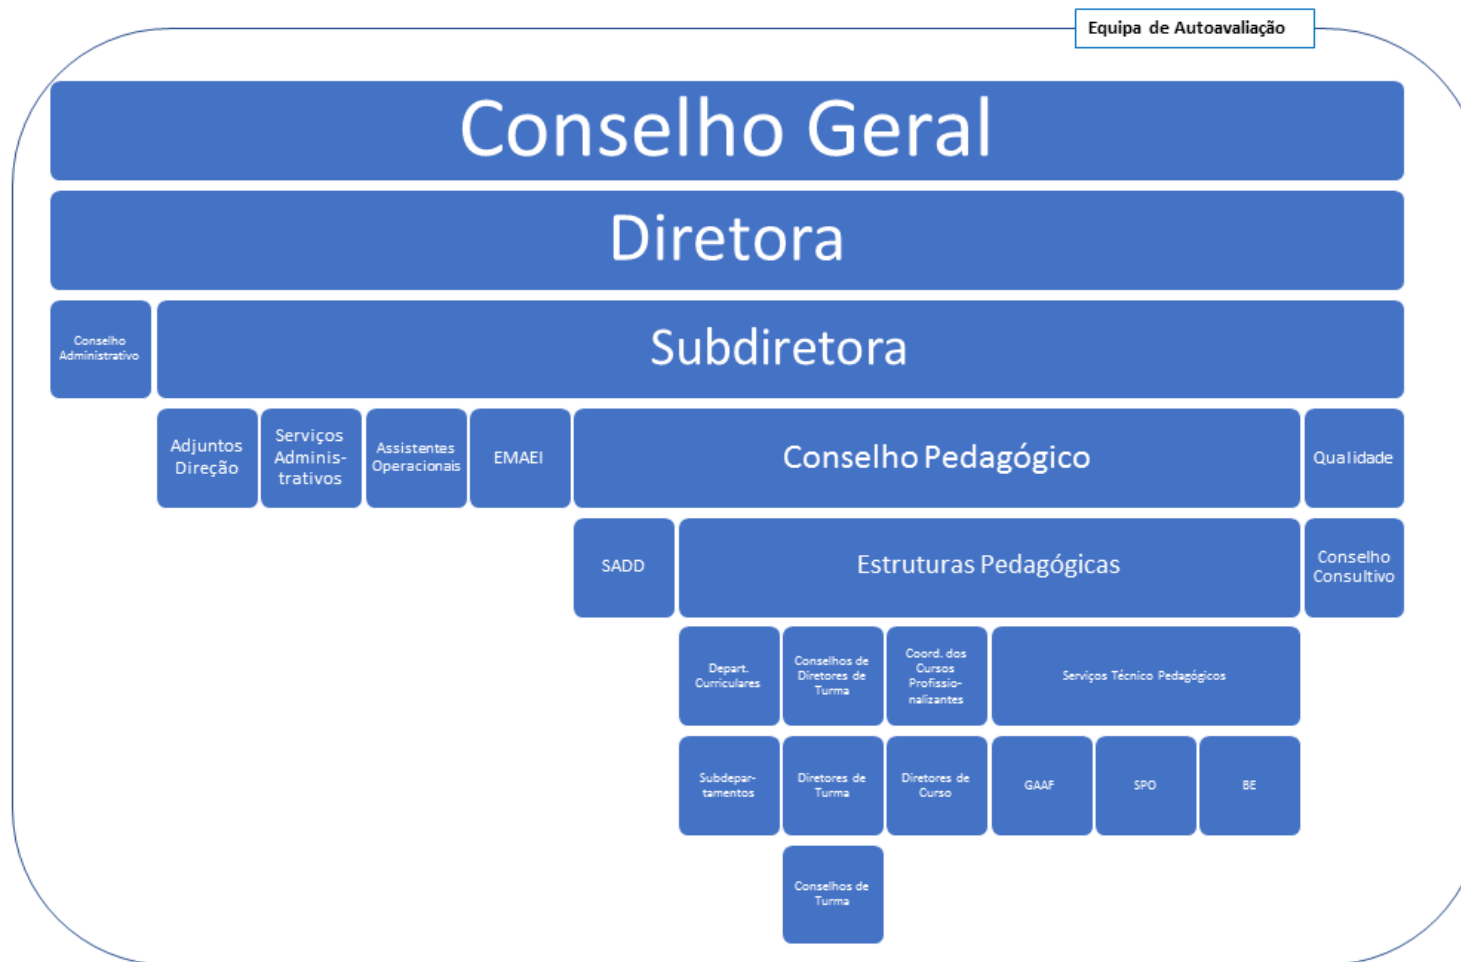 Equipa de Autoavaliação
Conselho Geral
Diretora
Conselho
Administrativo
Subdiretora
Adjuntos
Direção
Serviços
Adminis-
trativos
Assistentes
Operacionais
EMAEI
Conselho Pedagógico
Qualidade
SADD
Estruturas Pedagógicas
Conselho
Consultivo
Depart.
Curriculares
Conselhos de
Diretores de
Turma
Coord. dos
Cursos
Profissio-
nalizantes
Serviços Técnico Pedagógicos
Subdepar-
tamentos
Diretores de
Turma
Diretores de
Curso
GAAF
SPO
BE
Conselhos de
Turma